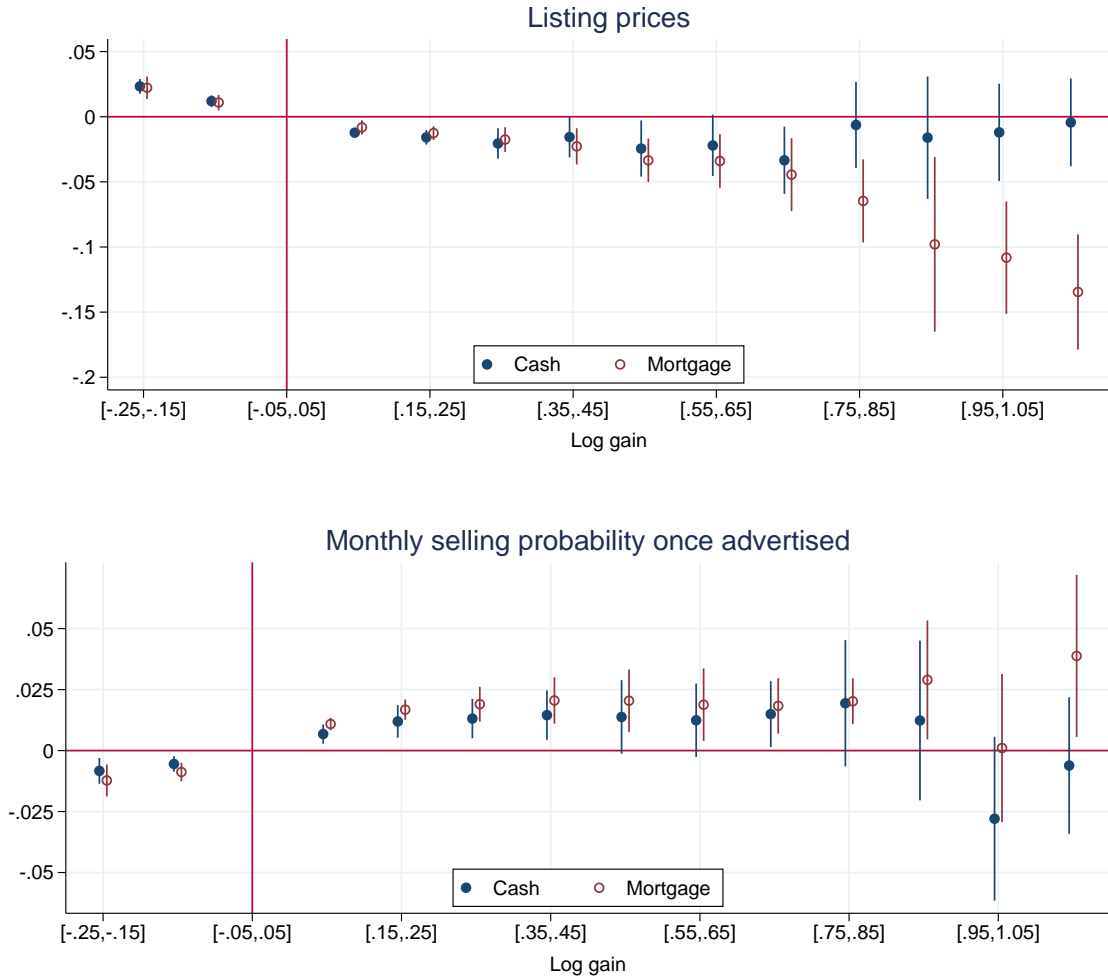 Listing prices
.05
0
-.05
-.1
-.15
-.2
Cash Mortgage
[-.25,-.15] [-.05,.05] [.15,.25] [.35,.45] [.55,.65] [.75,.85] [.95,1.05]
Log gain
Monthly selling probability once advertised
.05
.025
0
-.025
-.05
Cash Mortgage
[-.25,-.15] [-.05,.05] [.15,.25] [.35,.45] [.55,.65] [.75,.85] [.95,1.05]
Log gain